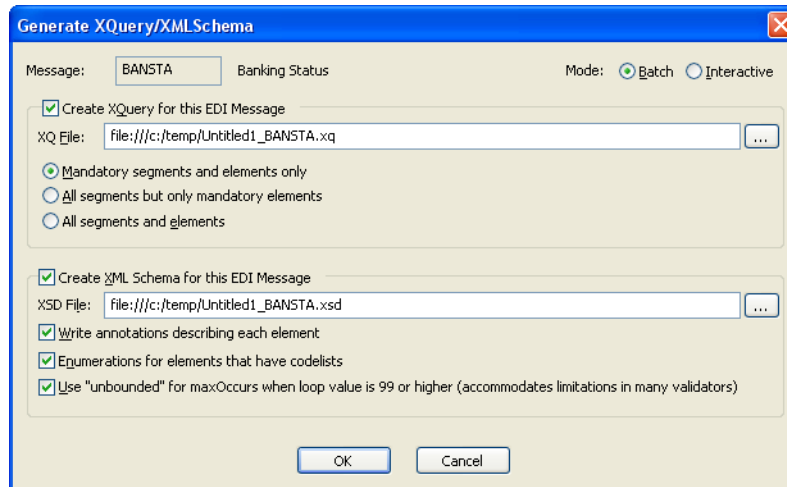 Generate XQuery/XMLSchema
Message: BANSTA Banking Status Mode: Batch Interactive
Create XQuery for this EDI Message
XQ File: file:///c:/temp/Untitled1_BANSTA.xq ...
Mandatory segments and elements only
All segments but only mandatory elements
All segments and elements
Create XML Schema for this EDI Message
XSD File: file:///c:/temp/Untitled1_BANSTA.xsd ...
Write annotations describing each element
Enumerations for elements that have codelists
Use "unbounded" for maxOccurs when loop value is 99 or higher (accommodates limitations in many validators)
OK Cancel